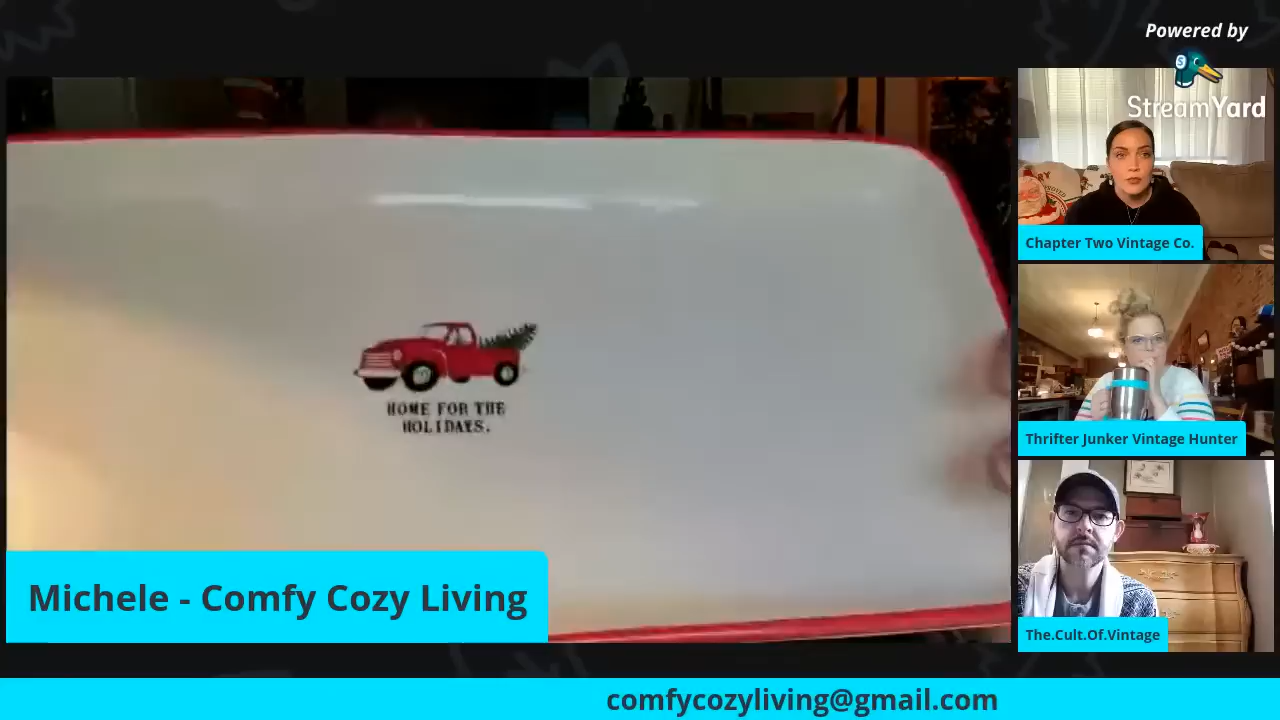 Powered by
StreamYard
HOME FOR THE
HOLIDAYS.
Michele - Comfy Cozy Living
Chapter Two Vintage Co.
Thrifter Junker Vintage Hunter
The.Cult.Of.Vintage
comfycozyliving@gmail.com